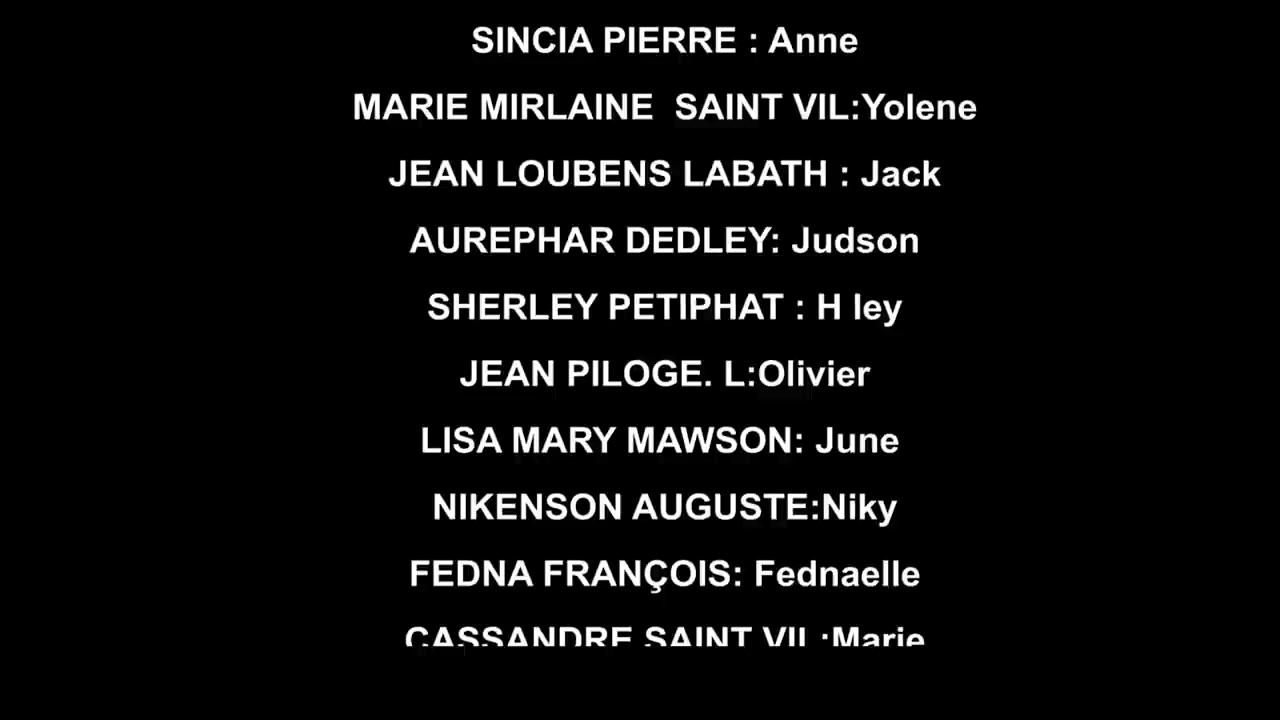 SINCIA PIERRE : Anne
MARIE MIRLAINE  SAINT VIL:Yolene
JEAN LOUBENS LABATH : Jack
AUREPHAR DEDLEY: Judson
SHERLEY PETIPHAT : H ley
JEAN PILOGE. L:Olivier
LISA MARY MAWSON: June
NIKENSON AUGUSTE:Niky
FEDNA FRANÇOIS: Fednaelle
CASSANDRE SAINT VIL:Marie